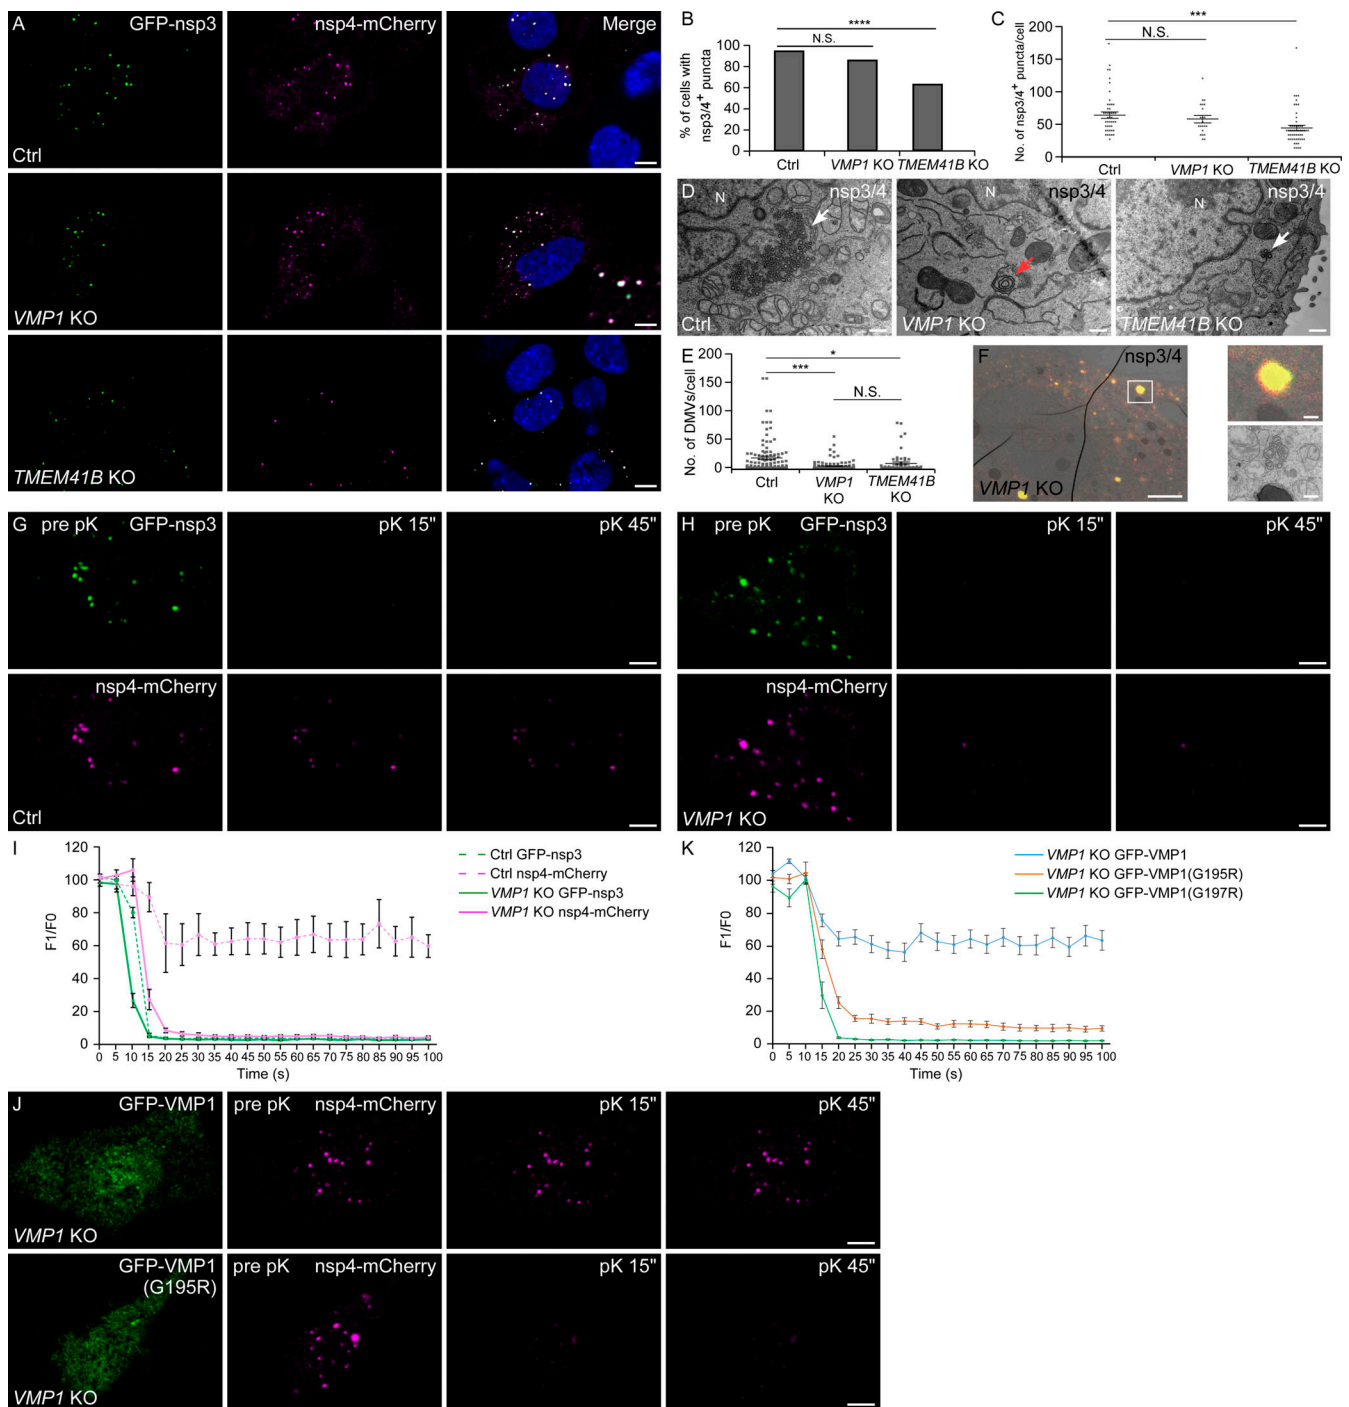 A
GFP-nsp3
nsp4-mCherry
Merge
Ctrl
VMP1 KO
TMEM41B KO
B
****
N.S.
% of cells with
nsp3/4+ puncta
100
80
60
40
20
0
Ctrl
VMP1 KO
TMEM41B KO
C
***
N.S.
No. of nsp3/4+ puncta/cell
200
150
100
50
0
Ctrl
VMP1 KO
TMEM41B KO
D
N
nsp3/4
Ctrl
N
nsp3/4
VMP1 KO
N
nsp3/4
TMEM41B KO
E
*
***
N.S.
No. of DMVs/cell
200
150
100
50
0
Ctrl
VMP1
KO
TMEM41B
KO
F
nsp3/4
VMP1 KO
G
pre pK
GFP-nsp3
pK 15"
pK 45"
nsp4-mCherry
Ctrl
H
pre pK
GFP-nsp3
pK 15"
pK 45"
nsp4-mCherry
VMP1 KO
I
F1/F0
120
100
80
60
40
20
0
0 5 10 15 20 25 30 35 40 45 50 55 60 65 70 75 80 85 90 95 100
Time (s)
Ctrl GFP-nsp3
Ctrl nsp4-mCherry
VMP1 KO GFP-nsp3
VMP1 KO nsp4-mCherry
K
F1/F0
120
100
80
60
40
20
0
0 5 10 15 20 25 30 35 40 45 50 55 60 65 70 75 80 85 90 95 100
Time (s)
VMP1 KO GFP-VMP1
VMP1 KO GFP-VMP1(G195R)
VMP1 KO GFP-VMP1(G197R)
J
GFP-VMP1
VMP1 KO
pre pK
nsp4-mCherry
pK 15"
pK 45"
GFP-VMP1
(G195R)
VMP1 KO
pre pK
nsp4-mCherry
pK 15"
pK 45"